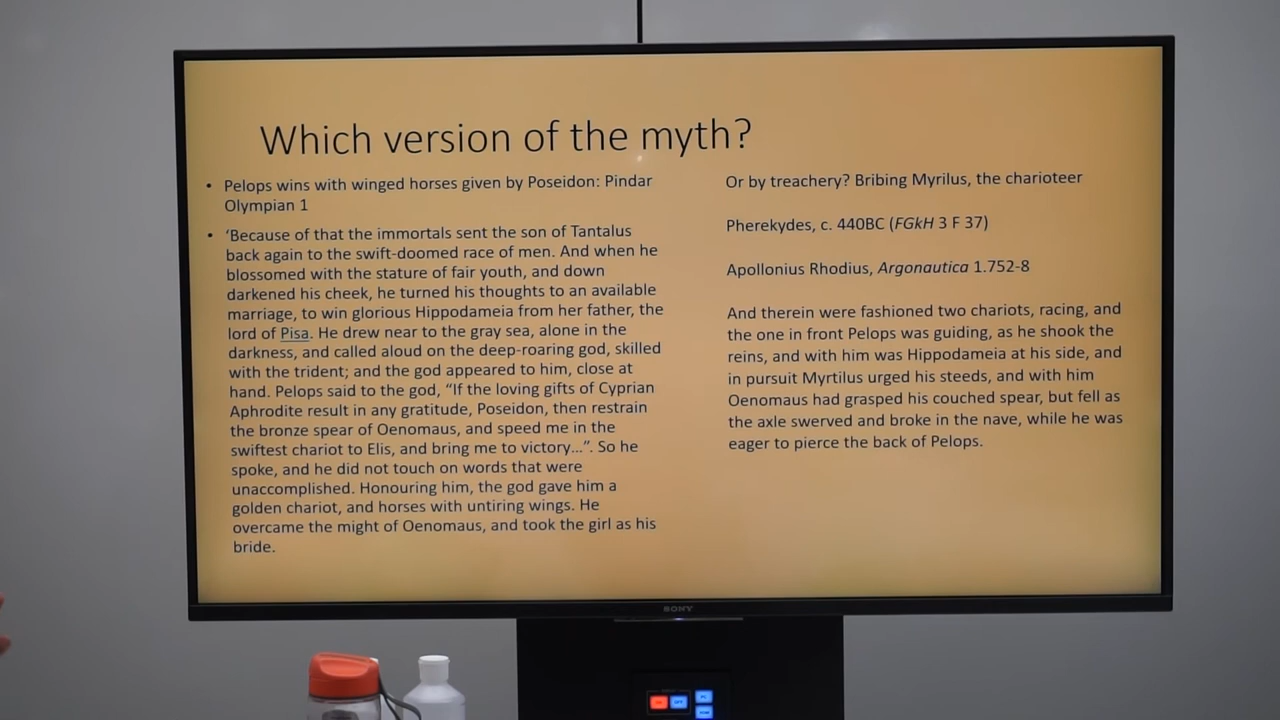 Which version of the myth?
• Pelops wins with winged horses given by Poseidon: Pindar
Olympian 1
• ‘Because of that the immortals sent the son of Tantalus
back again to the swift-doomed race of men. And when he
blossomed with the stature of fair youth, and down
darkened his cheek, he turned his thoughts to an available
marriage, to win glorious Hippodameia from her father, the
lord of Pisa. He drew near to the gray sea, alone in the
darkness, and called aloud on the deep-roaring god, skilled
with the trident; and the god appeared to him, close at
hand. Pelops said to the god, “If the loving gifts of Cyprian
Aphrodite result in any gratitude, Poseidon, then restrain
the bronze spear of Oenomaus, and speed me in the
swiftest chariot to Elis, and bring me to victory…”. So he
spoke, and he did not touch on words that were
unaccomplished. Honouring him, the god gave him a
golden chariot, and horses with untiring wings. He
overcame the might of Oenomaus, and took the girl as his
bride.
Or by treachery? Bribing Myrilus, the charioteer
Pherekydes, c. 440BC (FGkH 3 F 37)
Apollonius Rhodius, Argonautica 1.752-8
And therein were fashioned two chariots, racing, and
the one in front Pelops was guiding, as he shook the
reins, and with him was Hippodameia at his side, and
in pursuit Myrtilus urged his steeds, and with him
Oenomaus had grasped his couched spear, but fell as
the axle swerved and broke in the nave, while he was
eager to pierce the back of Pelops.
SONY